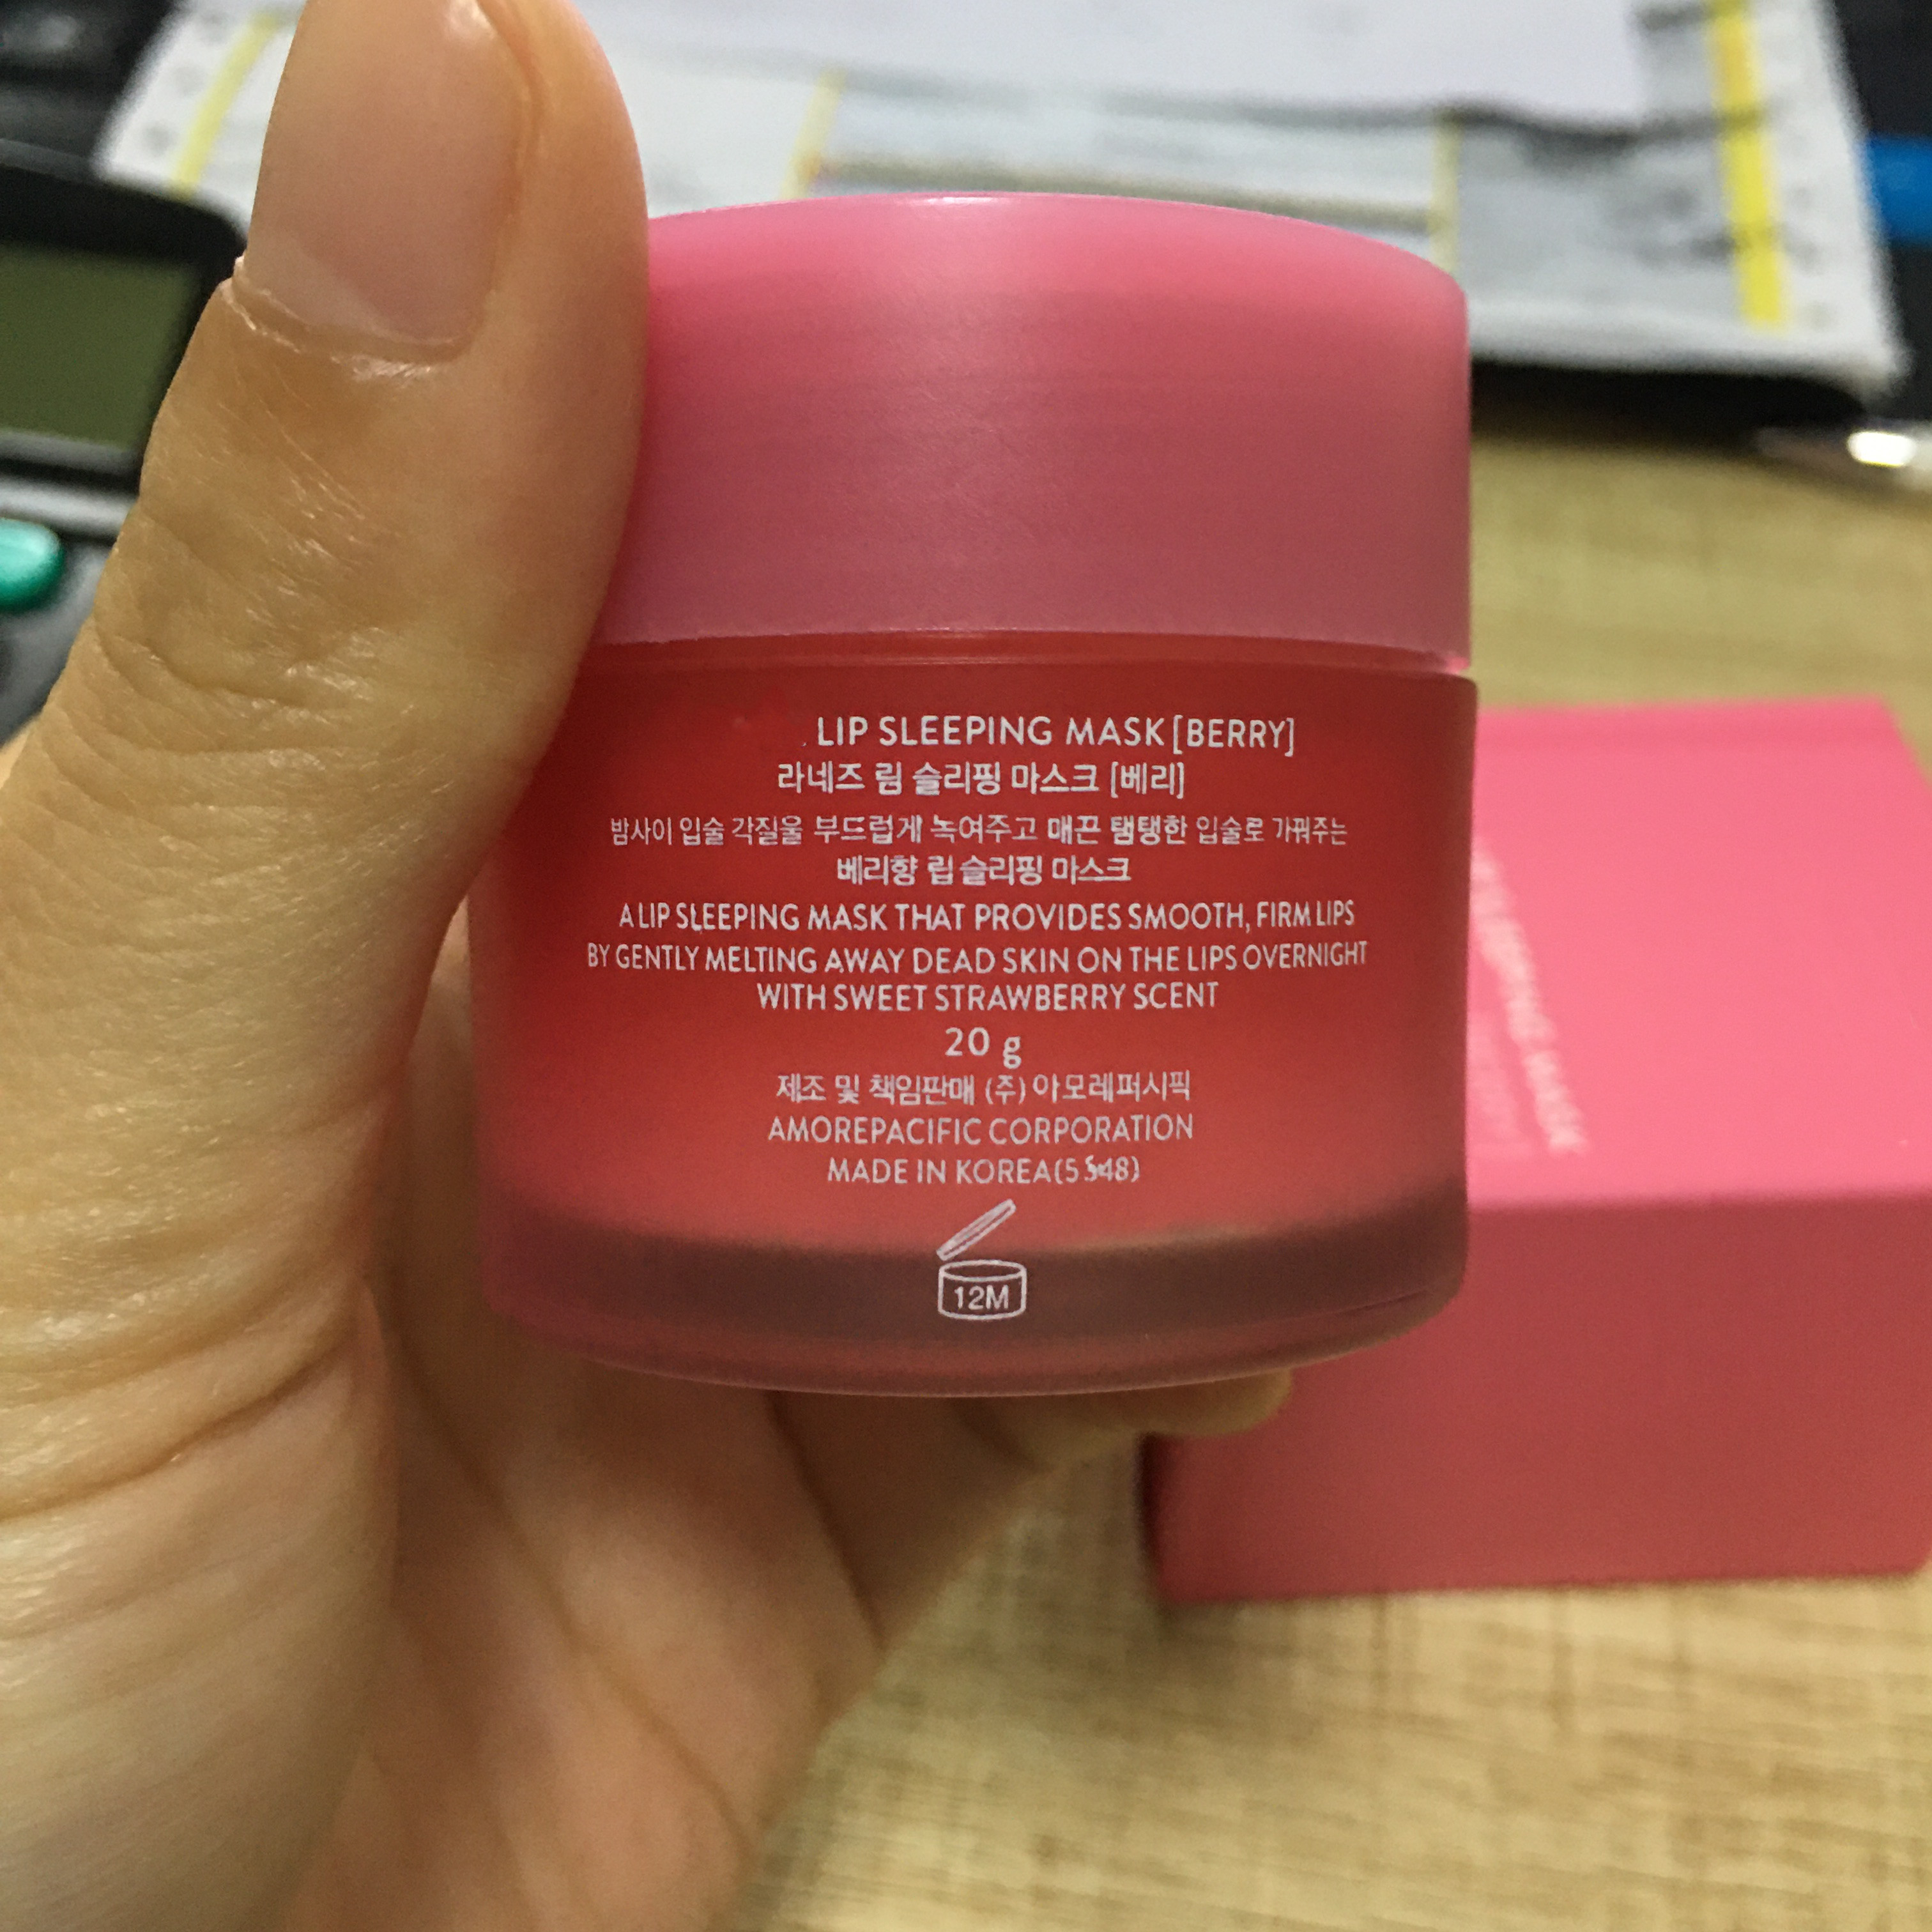 LIP SLEEPING MASK [BERRY]
라네즈 림 슬리핑 마스크 [베리]
밤사이 입술 각질울 부드럽게 녹여주고 매끈 탬탱한 입술로 가꿔주는
베리향 립 슬리핑 마스크
A LIP SLEEPING MASK THAT PROVIDES SMOOTH, FIRM LIPS
BY GENTLY MELTING AWAY DEAD SKIN ON THE LIPS OVERNIGHT
WITH SWEET STRAWBERRY SCENT
20 g
제조 및 책임판매 (주) 아모레퍼시픽
AMOREPACIFIC CORPORATION
MADE IN KOREA
12M